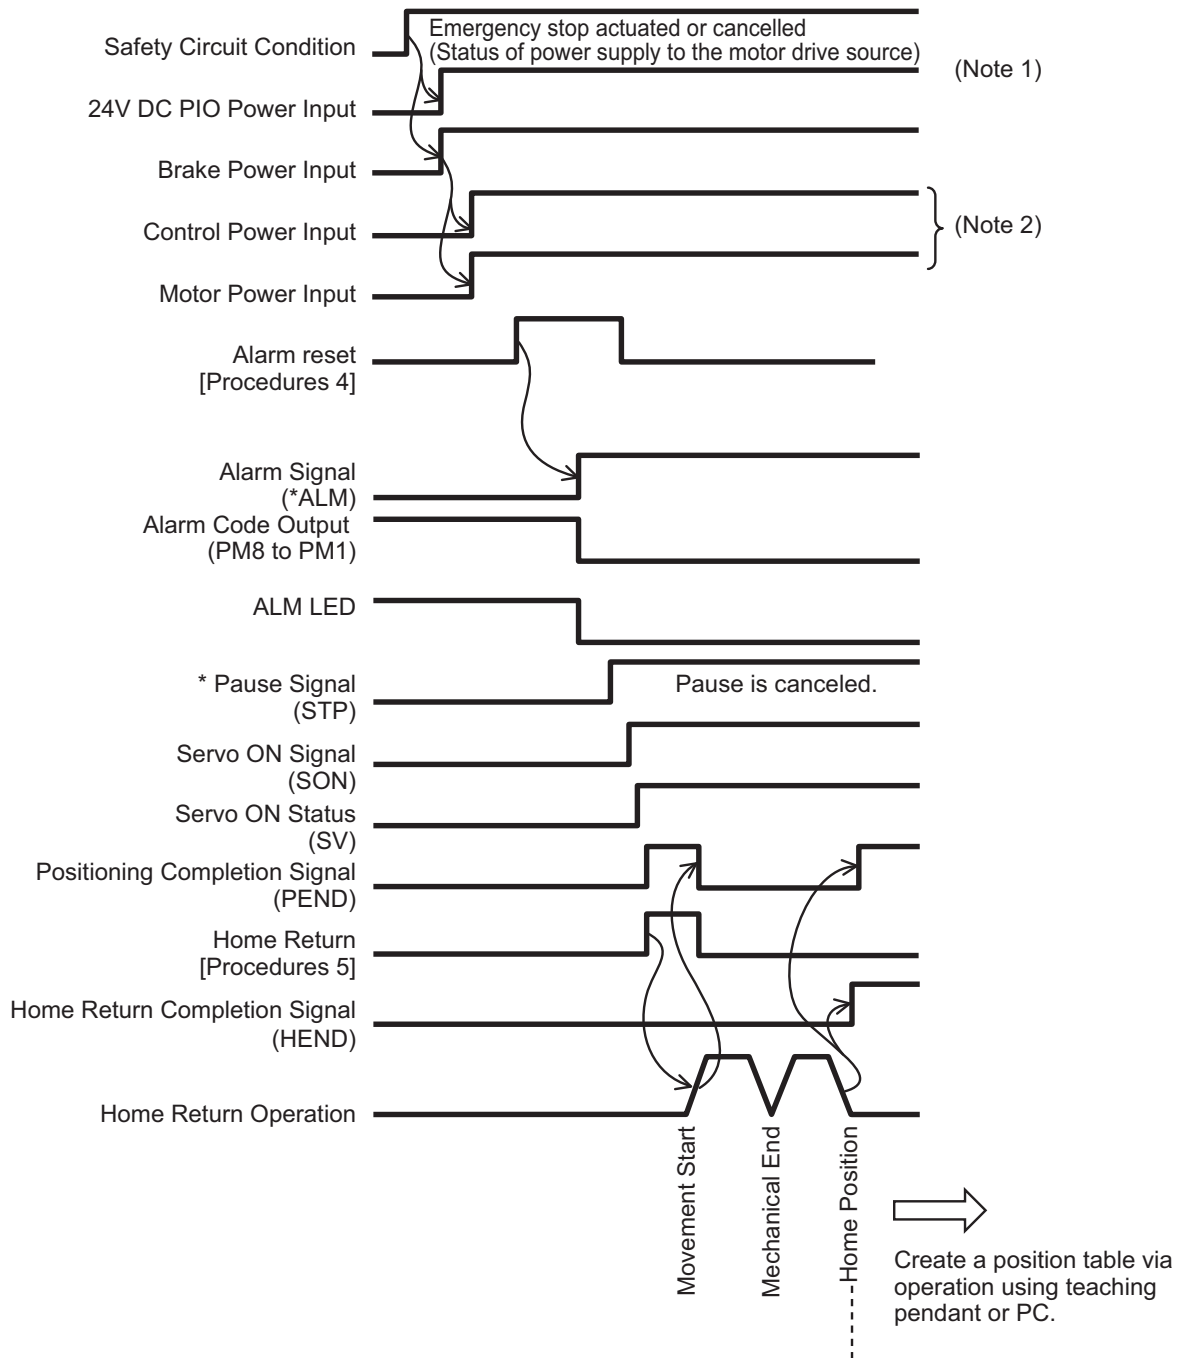 Safety Circuit Condition
Emergency stop actuated or cancelled
(Status of power supply to the motor drive source)
(Note 1)
24V DC PIO Power Input
Brake Power Input
Control Power Input
(Note 2)
Motor Power Input
Alarm reset
[Procedures 4]
Alarm Signal
(*ALM)
Alarm Code Output
(PM8 to PM1)
ALM LED
* Pause Signal
(STP)
Pause is canceled.
Servo ON Signal
(SON)
Servo ON Status
(SV)
Positioning Completion Signal
(PEND)
Home Return
[Procedures 5]
Home Return Completion Signal
(HEND)
Home Return Operation
Movement Start
Mechanical End
Home Position
Create a position table via
operation using teaching
pendant or PC.